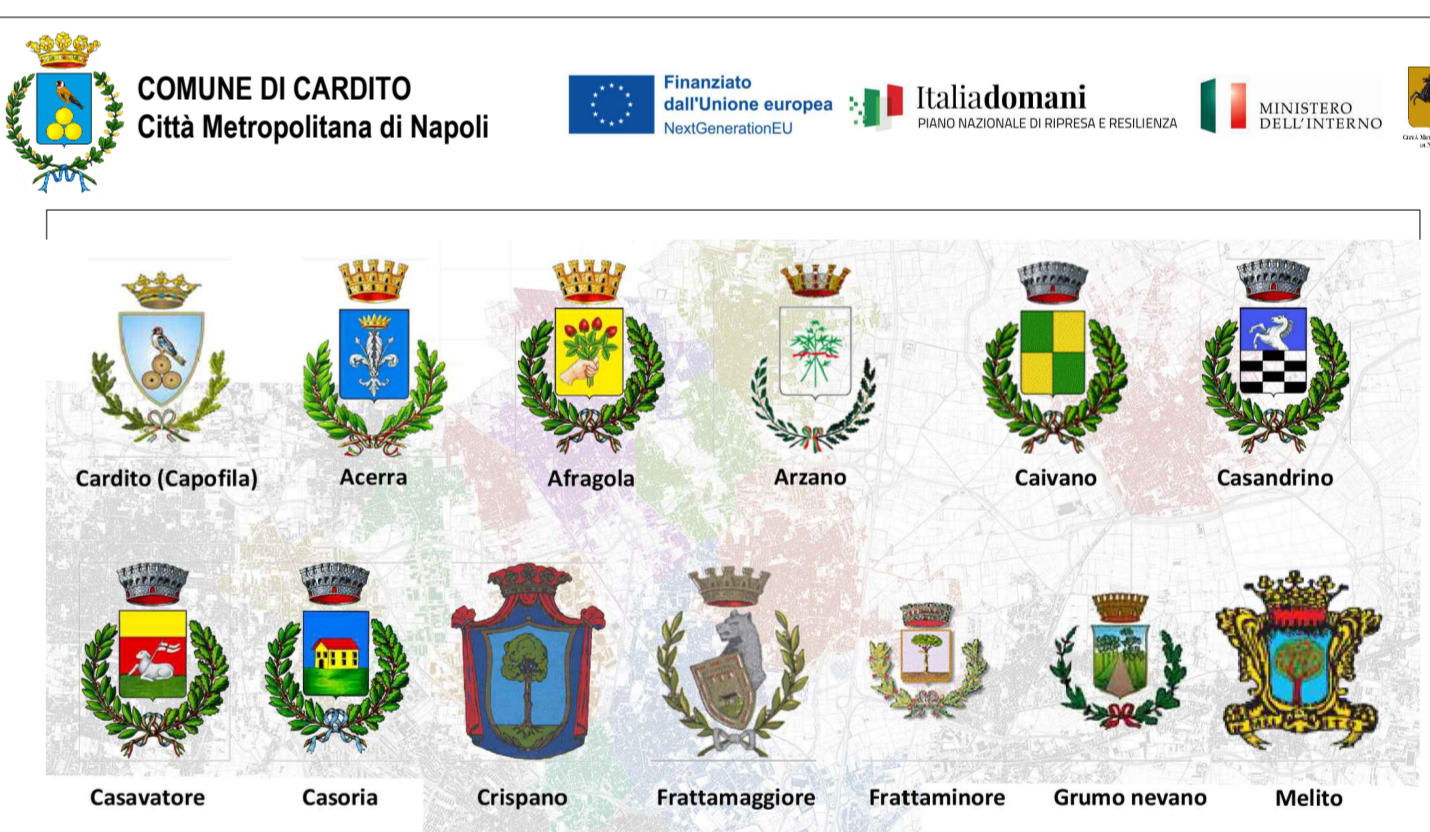 COMUNE DI CARDITO
Città Metropolitana di Napoli
Finanziato
dall'Unione europea
NextGenerationEU
Italiadomani
PIANO NAZIONALE DI RIPRESA E RESILIENZA
MINISTERO
DELL'INTERNO
Cardito (Capofila)
Acerra
Afragola
Arzano
Caivano
Casandrino
Casavatore
Casoria
Crispano
Frattamaggiore
Frattaminore
Grumo nevano
Melito